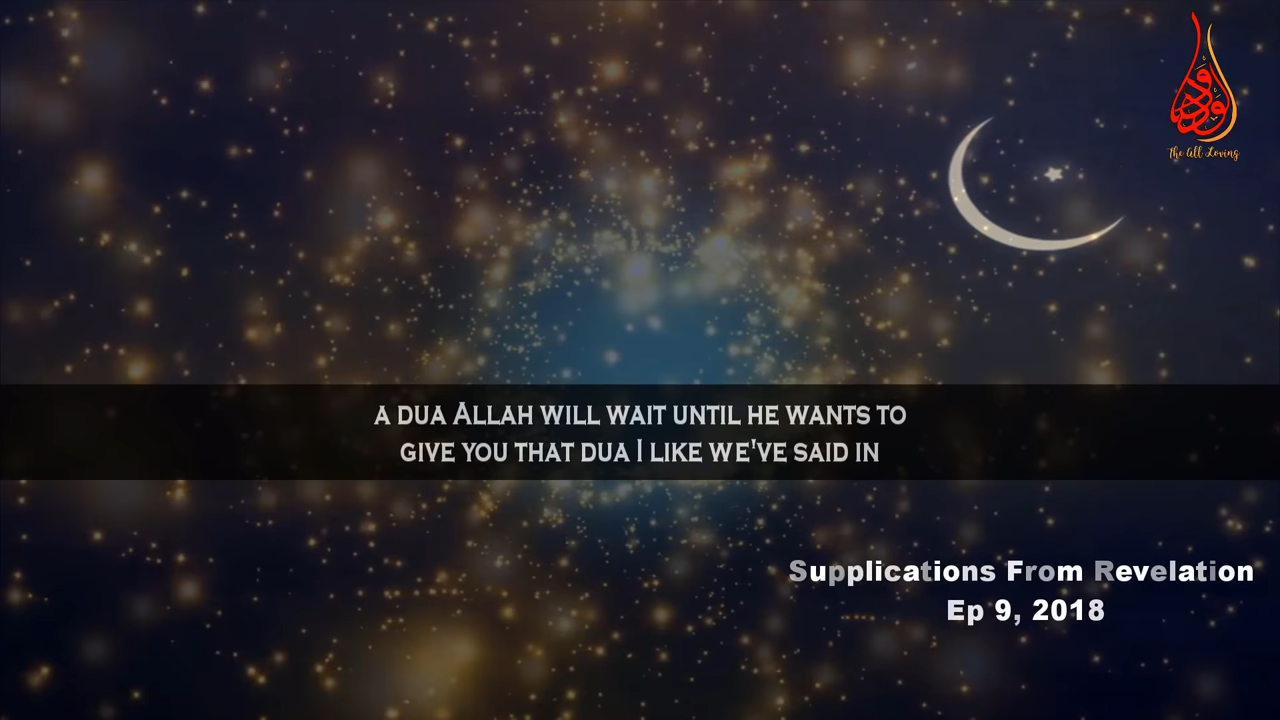 The All Loving
A DUA ALLAH WILL WAIT UNTIL HE WANTS TO
GIVE YOU THAT DUA I LIKE WE'VE SAID IN
Supplications From Revelation
Ep 9, 2018